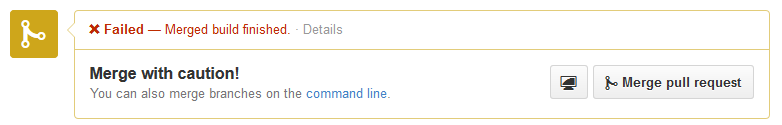 Failed — Merged build finished. · Details
Merge with caution!
You can also merge branches on the command line.
Merge pull request